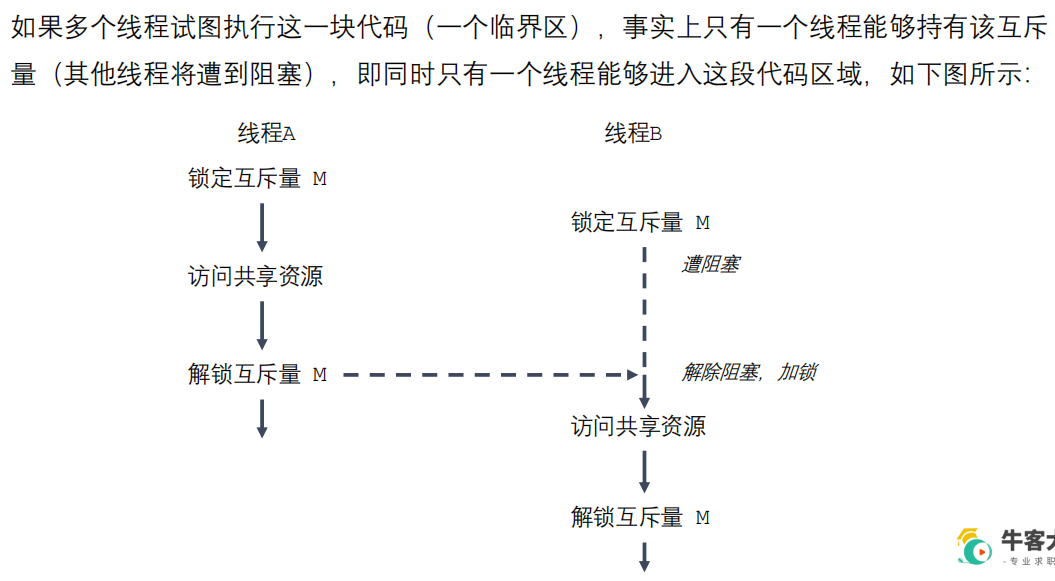 如果多个线程试图执行这一块代码（一个临界区），事实上只有一个线程能够持有该互斥
量（其他线程将遭到阻塞），即同时只有一个线程能够进入这段代码区域，如下图所示：
线程A
线程B
锁定互斥量 M
锁定互斥量 M
遭阻塞
访问共享资源
解锁互斥量 M
解除阻塞，加锁
访问共享资源
解锁互斥量 M
牛客
-专业求职